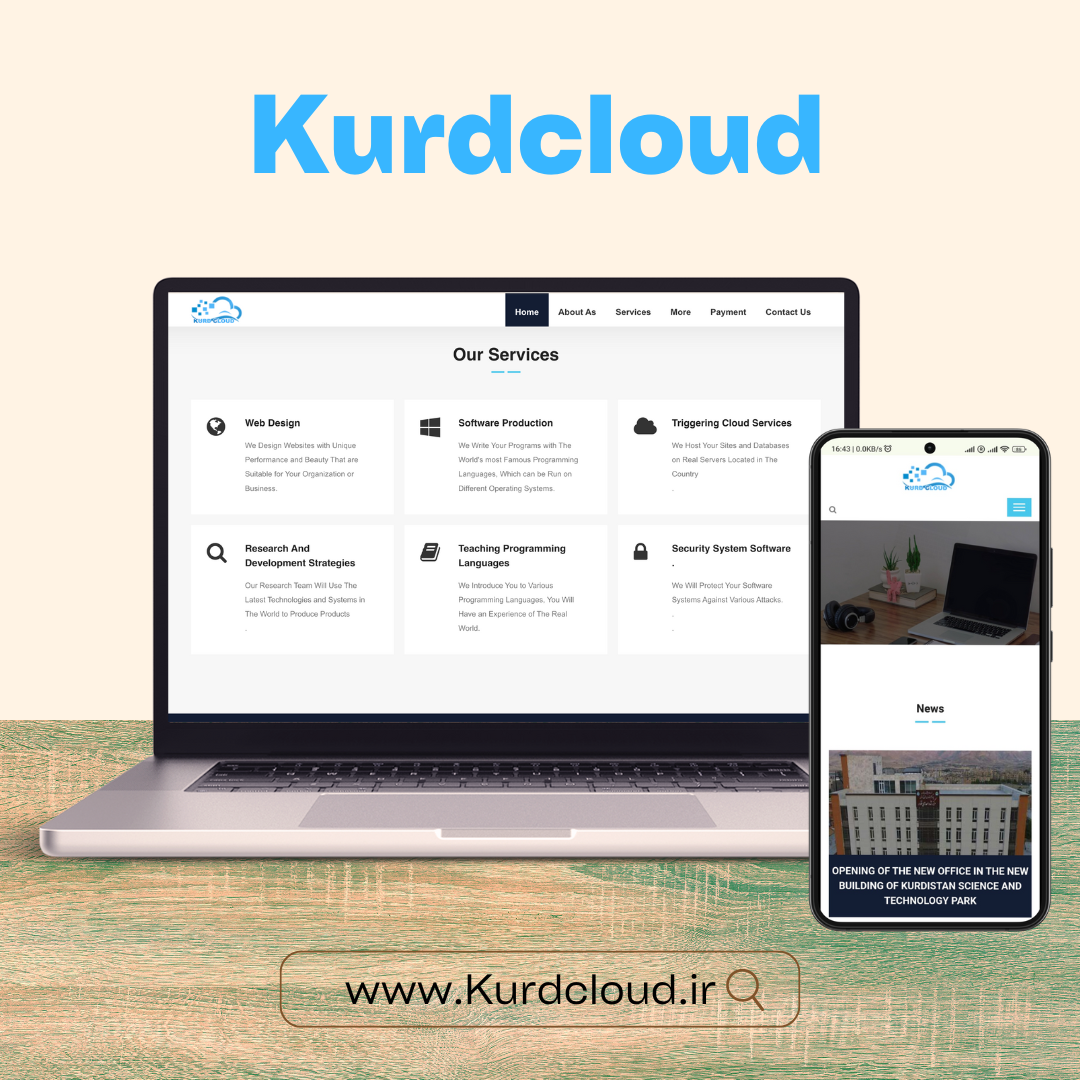 Kurdcloud
KURD CLOUD
Home
About As
Services
More
Payment
Contact Us
Our Services
Web Design
We Design Websites with Unique
Performance and Beauty That are
Suitable for Your Organization or
Business.
Software Production
We Write Your Programs with The
World's most Famous Programming
Languages, Which can be Run on
Different Operating Systems.
Triggering Cloud Services
We Host Your Sites and Databases
on Real Servers Located in The
Country
.
Research And
Development Strategies
Our Research Team Will Use The
Latest Technologies and Systems in
The World to Produce Products
.
Teaching Programming
Languages
We Introduce You to Various
Programming Languages, You Will
Have an Experience of The Real
World.
Security System Software
.
We Will Protect Your Software
Systems Against Various Attacks.
.
.
16:43 | 0.0KB/s
KURD CLOUD
News
OPENING OF THE NEW OFFICE IN THE NEW
BUILDING OF KURDISTAN SCIENCE AND
TECHNOLOGY PARK
www.Kurdcloud.ir